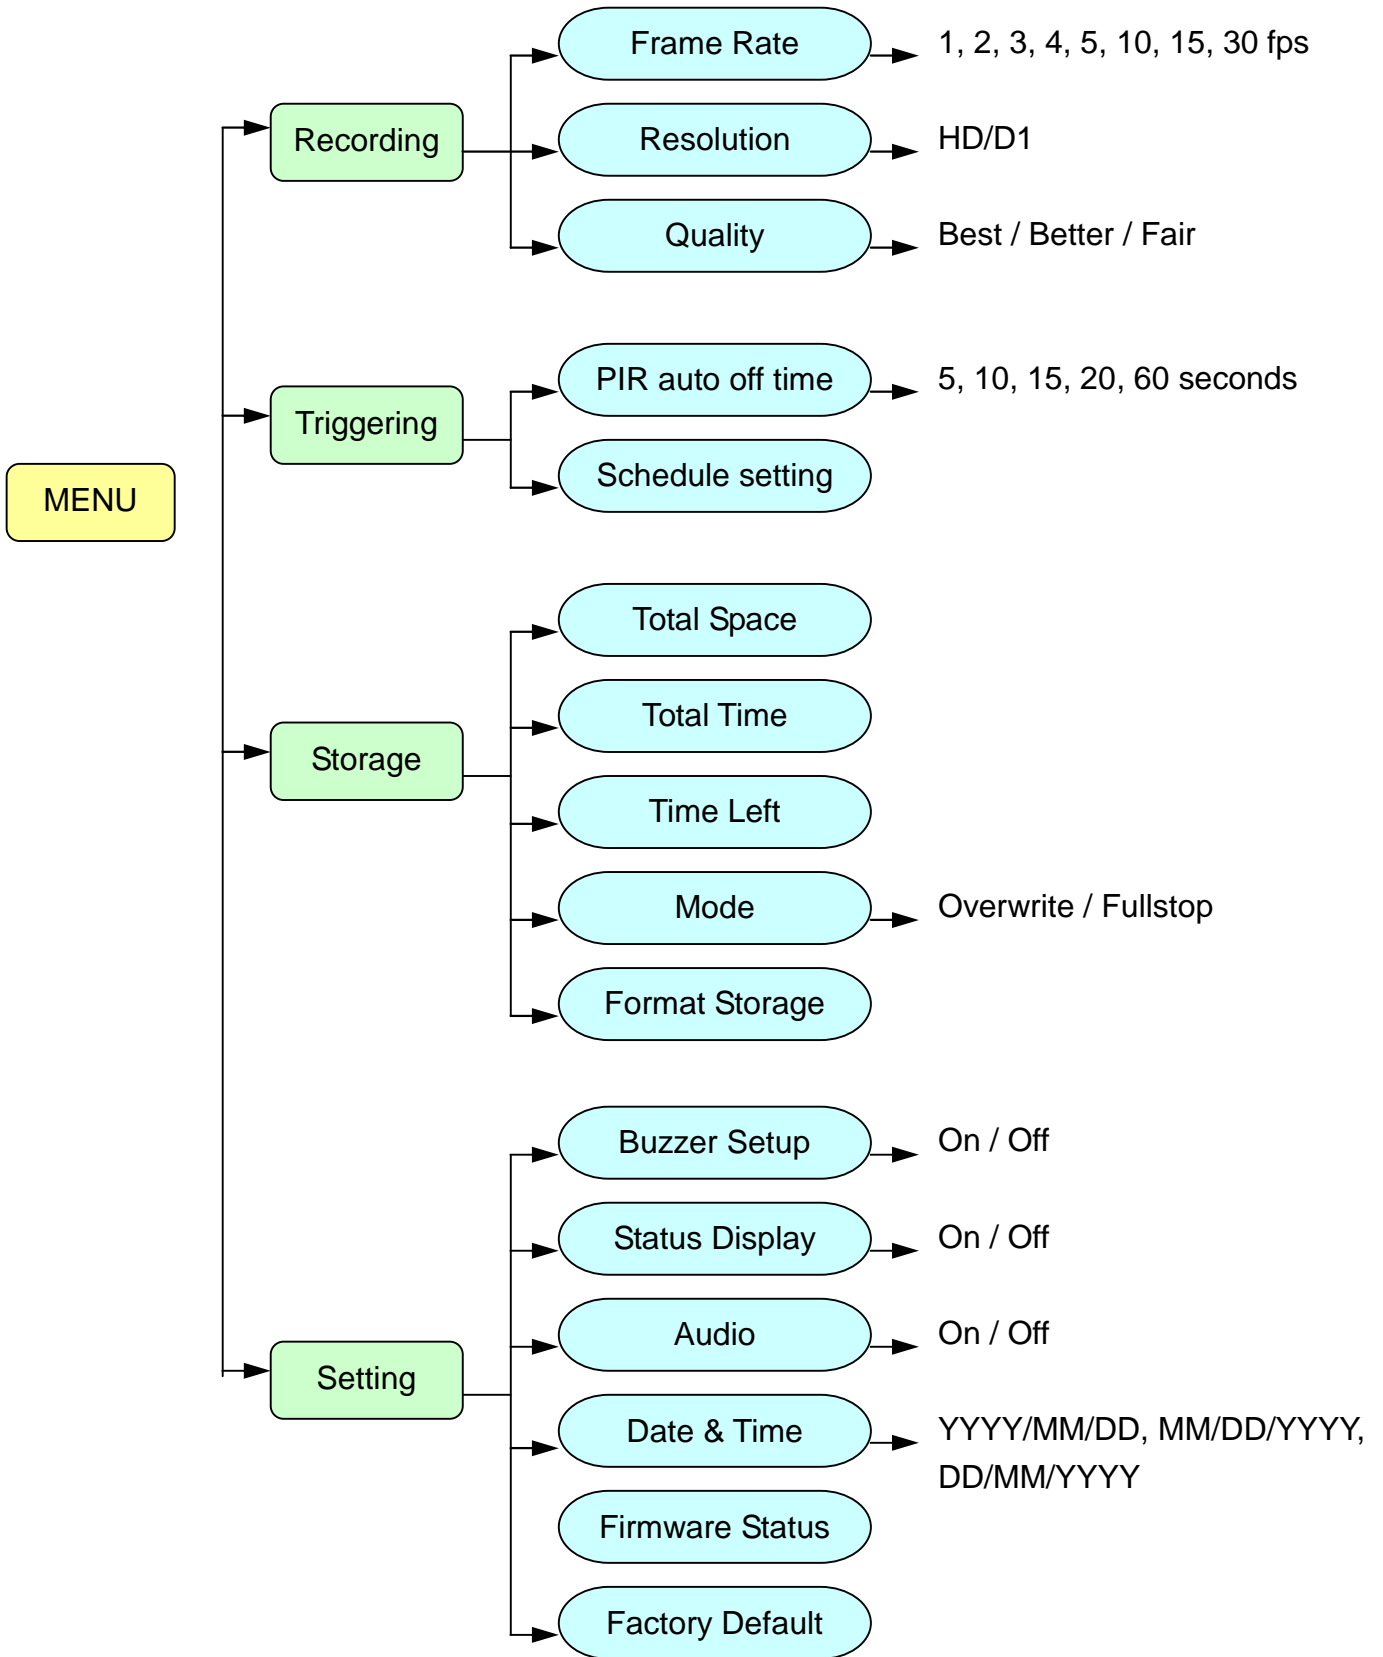 MENU
Recording
Frame Rate
1, 2, 3, 4, 5, 10, 15, 30 fps
Resolution
HD/D1
Quality
Best / Better / Fair
Triggering
PIR auto off time
5, 10, 15, 20, 60 seconds
Schedule setting
Storage
Total Space
Total Time
Time Left
Mode
Overwrite / Fullstop
Format Storage
Setting
Buzzer Setup
On / Off
Status Display
On / Off
Audio
On / Off
Date & Time
YYYY/MM/DD, MM/DD/YYYY,
DD/MM/YYYY
Firmware Status
Factory Default